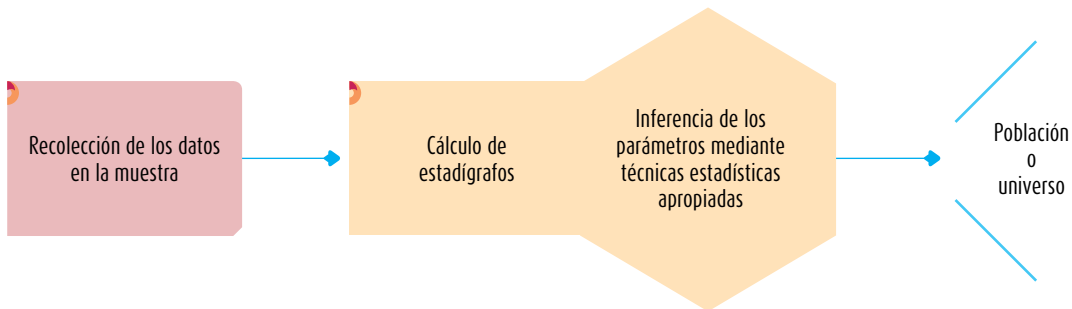 Recolección de los datos
en la muestra
Cálculo de
estadígrafos
Inferencia de los
parámetros mediante
técnicas estadísticas
apropiadas
Población
o
universo